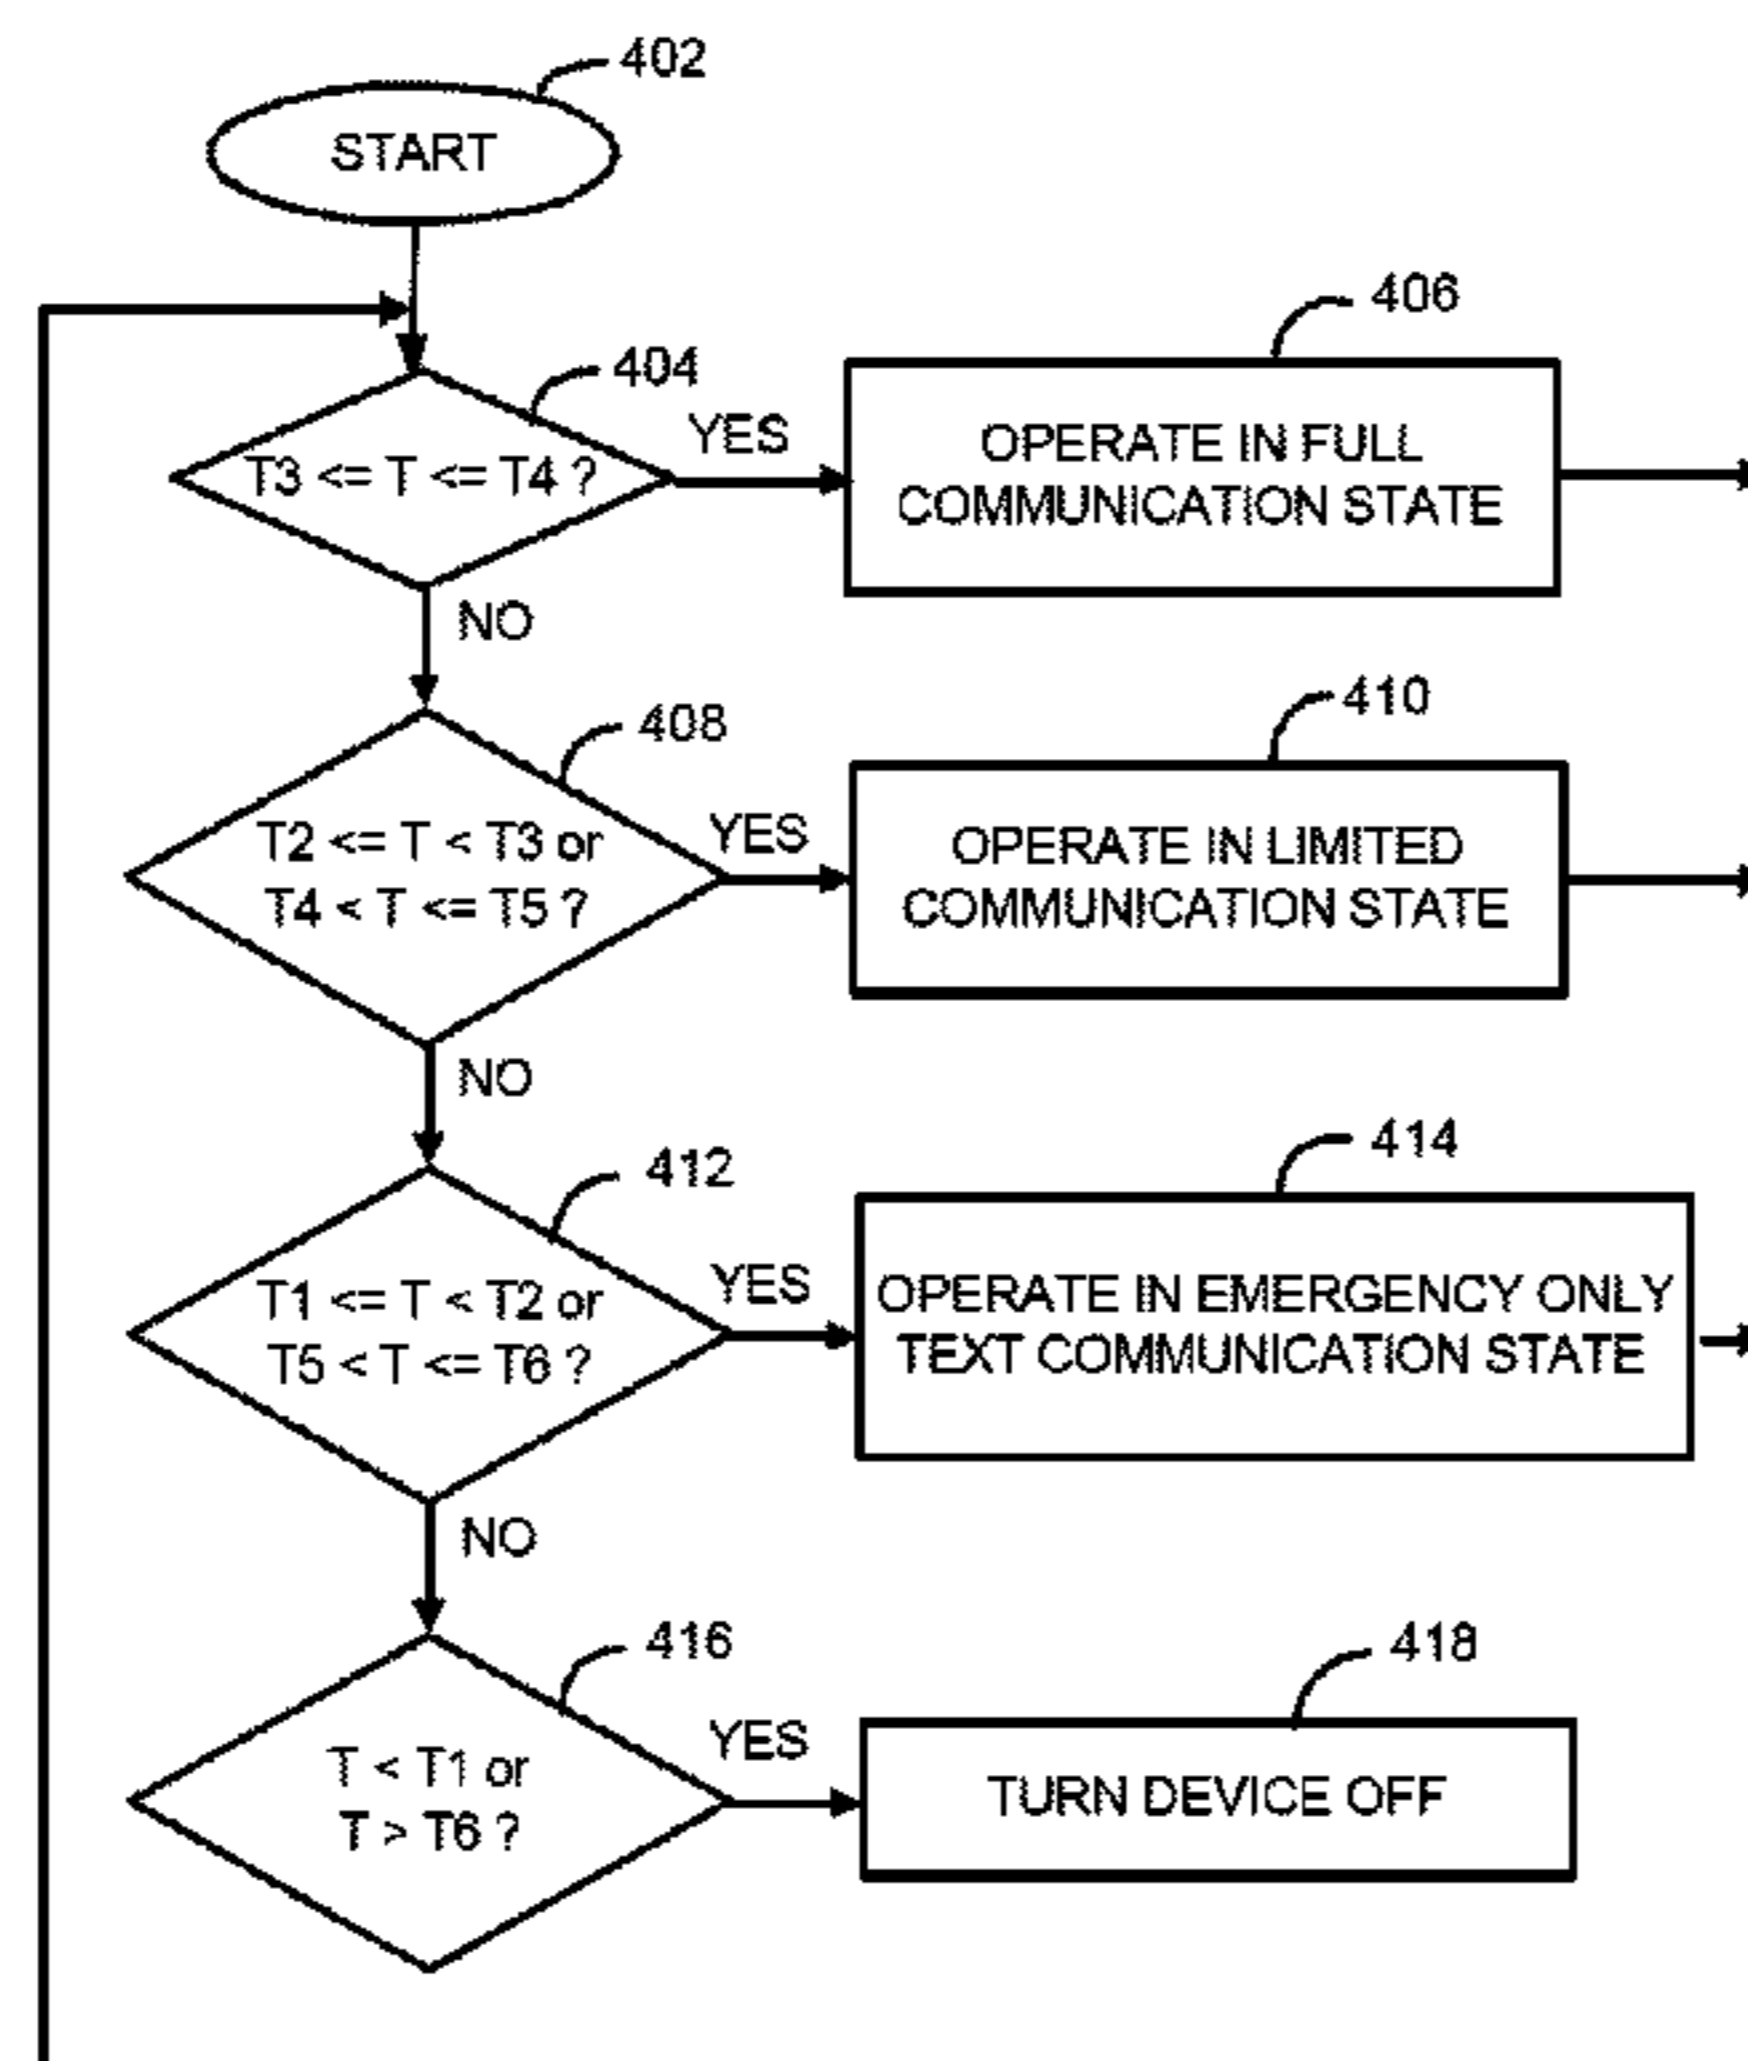 402
START
404
T3 <= T <= T4 ?
YES
406
OPERATE IN FULL
COMMUNICATION STATE
NO
408
T2 <= T < T3 or
T4 < T <= T5 ?
YES
410
OPERATE IN LIMITED
COMMUNICATION STATE
NO
412
T1 <= T < T2 or
T5 < T <= T6 ?
YES
414
OPERATE IN EMERGENCY ONLY
TEXT COMMUNICATION STATE
NO
416
T < T1 or
T > T6 ?
YES
418
TURN DEVICE OFF